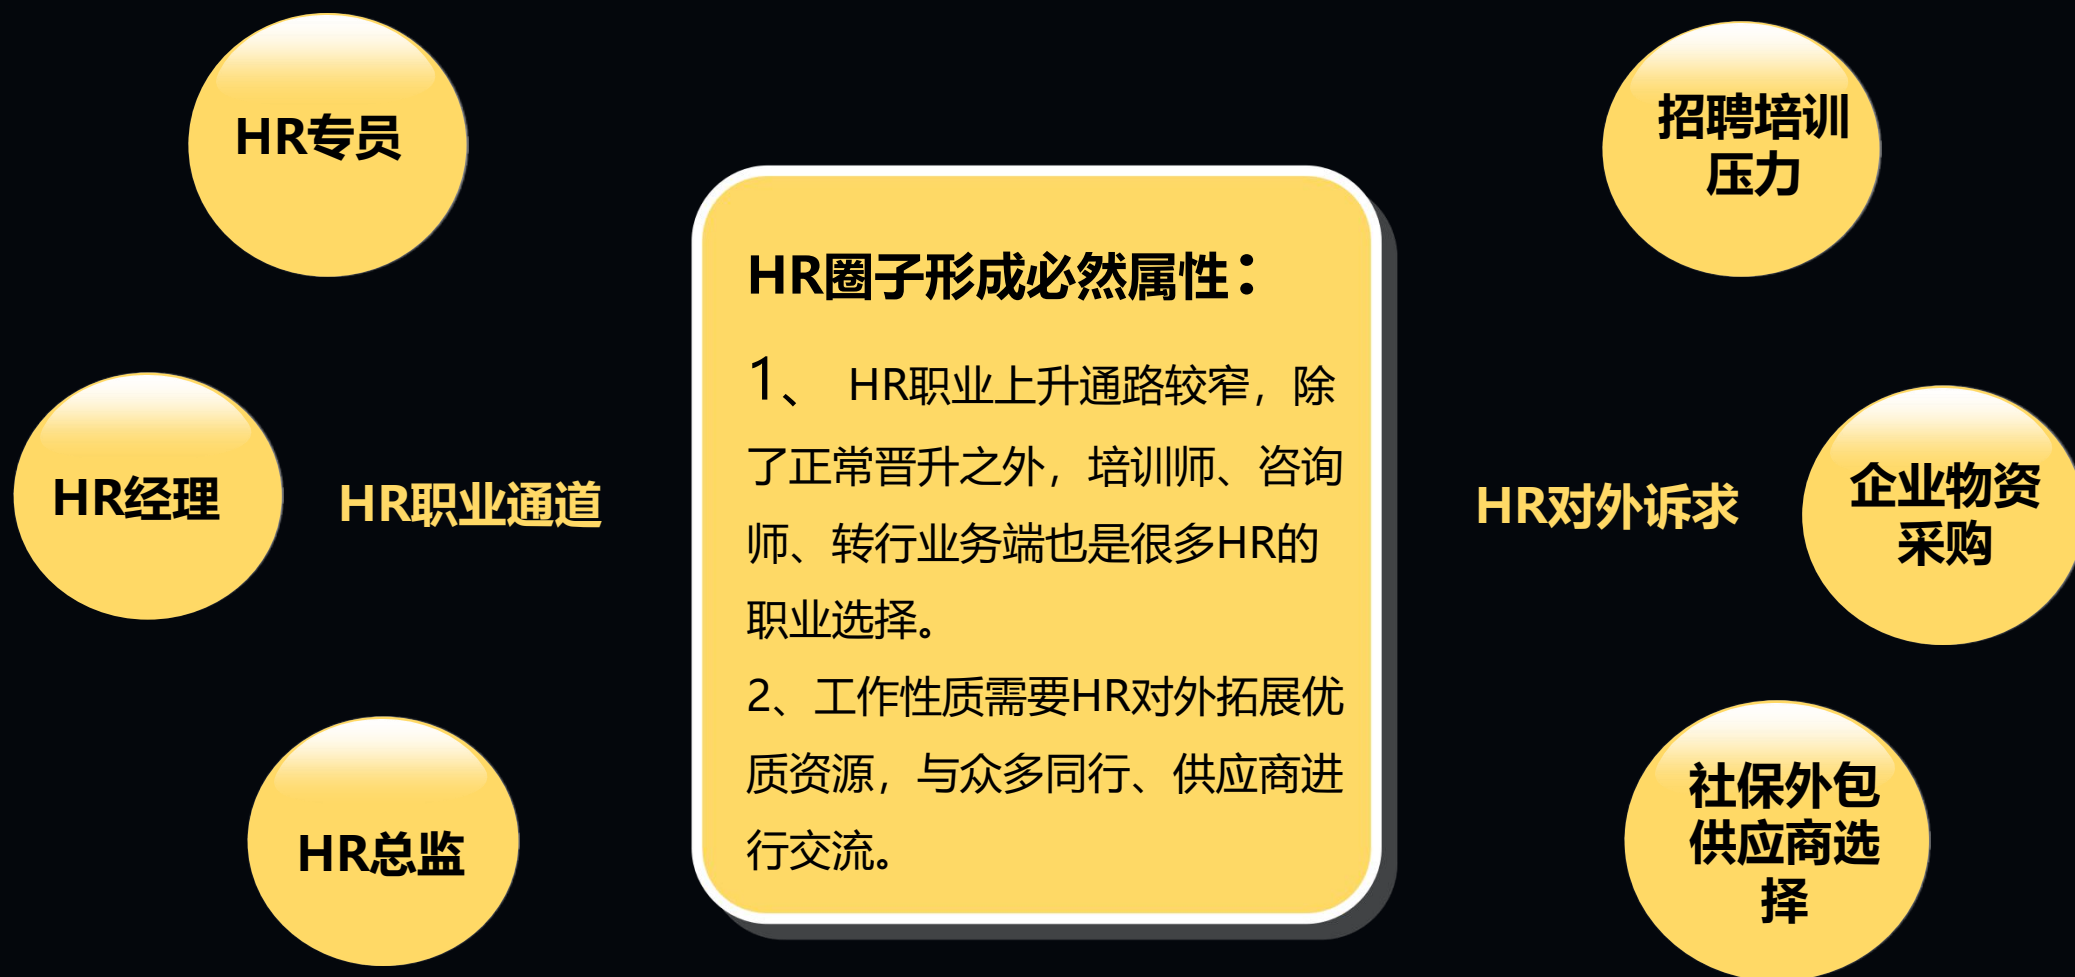 HR专员
HR经理
HR职业通道
HR总监
HR圈子形成必然属性：
1、 HR职业上升通路较窄，除
了正常晋升之外，培训师、咨询
师、转行业务端也是很多HR的
职业选择。
2、工作性质需要HR对外拓展优
质资源，与众多同行、供应商进
行交流。
招聘培训
压力
HR对外诉求
企业物资
采购
社保外包
供应商选
择